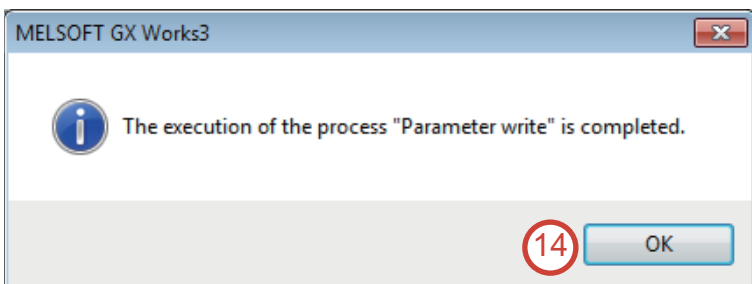 MELSOFT GX Works3
The execution of the process "Parameter write" is completed.
14
OK